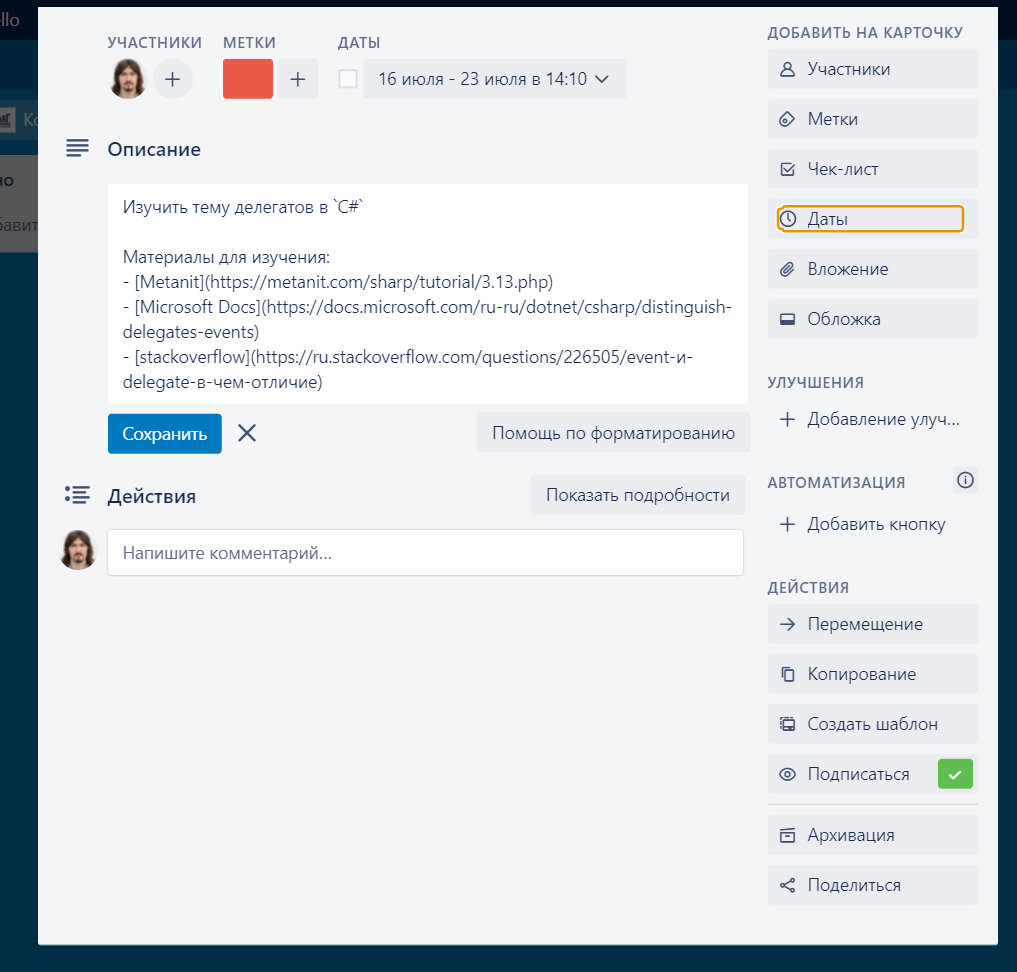 УЧАСТНИКИ
МЕТКИ
ДАТЫ
16 июля - 23 июля в 14:10
Описание
Изучить тему делегатов в `C#`
Материалы для изучения:
- [Metanit](https://metanit.com/sharp/tutorial/3.13.php)
- [Microsoft Docs](https://docs.microsoft.com/ru-ru/dotnet/csharp/distinguish-
delegates-events)
- [stackoverflow](https://ru.stackoverflow.com/questions/226505/event-и-
delegate-в-чем-отличие)
Сохранить
Помощь по форматированию
Действия
Показать подробности
Напишите комментарий...
ДОБАВИТЬ НА КАРТОЧКУ
Участники
Метки
Чек-лист
Даты
Вложение
Обложка
УЛУЧШЕНИЯ
Добавление улуч...
АВТОМАТИЗАЦИЯ
Добавить кнопку
ДЕЙСТВИЯ
Перемещение
Копирование
Создать шаблон
Подписаться
Архивация
Поделиться